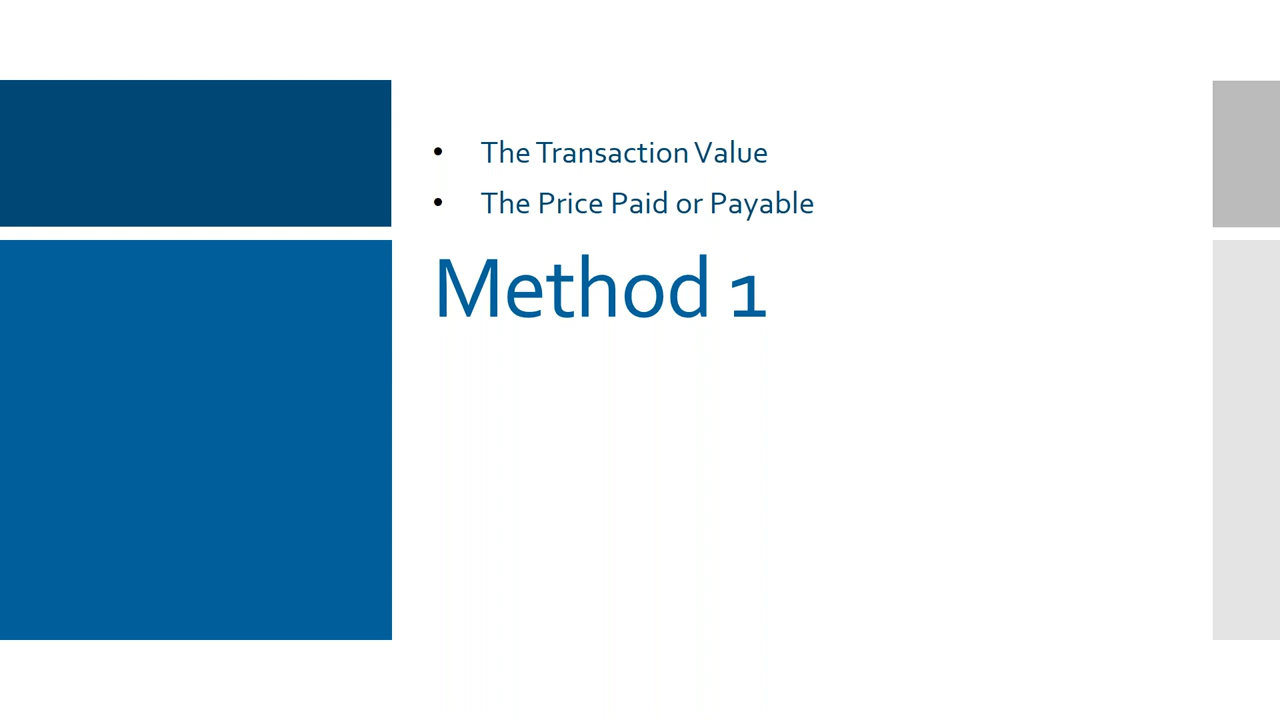 • The Transaction Value
• The Price Paid or Payable
Method 1